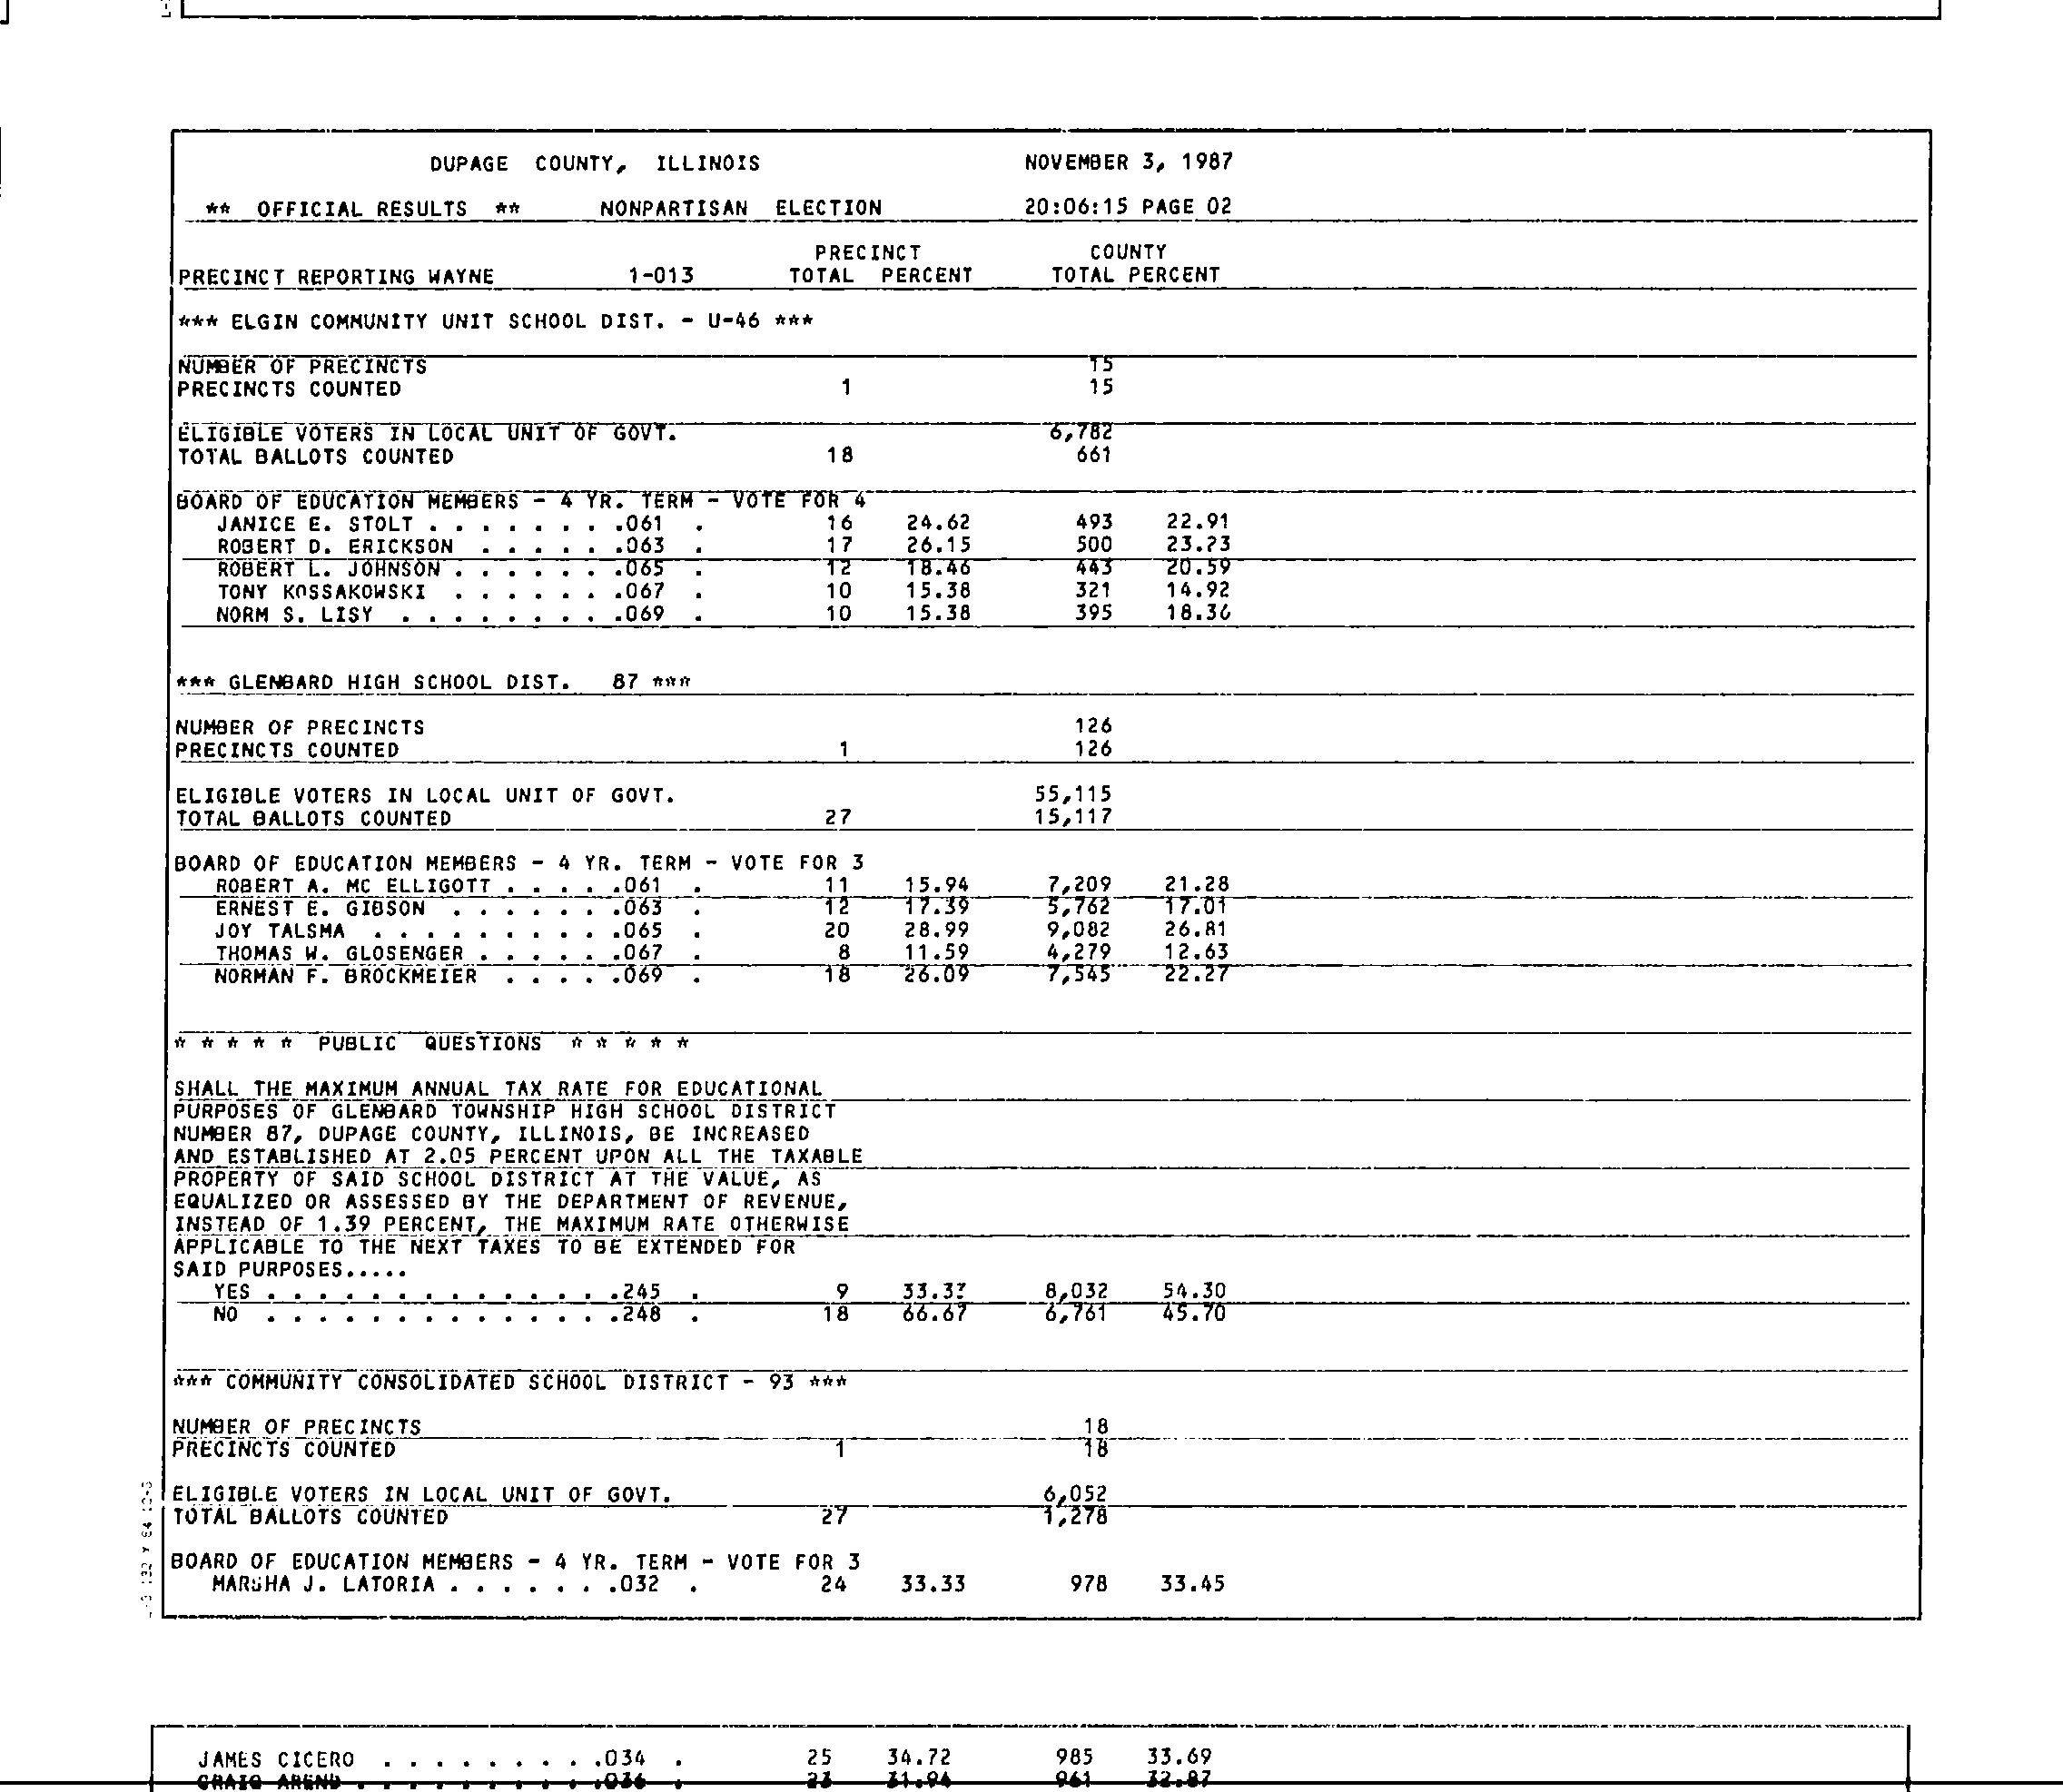 DUPAGE COUNTY, ILLINOIS NOVEMBER 3, 1987
** OFFICIAL RESULTS ** NONPARTISAN ELECTION 20:06:15 PAGE 02
PRECINCT COUNTY
PRECINCT REPORTING WAYNE 1-013 TOTAL PERCENT TOTAL PERCENT
*** ELGIN COMMUNITY UNIT SCHOOL DIST. - U-46 ***
NUMBER OF PRECINCTS 15
PRECINCTS COUNTED 1 15
ELIGIBLE VOTERS IN LOCAL UNIT OF GOVT. 6,782
TOTAL BALLOTS COUNTED 18 661
BOARD OF EDUCATION MEMBERS - 4 YR. TERM - VOTE FOR 4
JANICE E. STOLT . . . . . . . .061 . 16 24.62 493 22.91
ROBERT D. ERICKSON . . . . . .063 . 17 26.15 500 23.23
ROBERT L. JOHNSON . . . . . . .065 . 12 18.46 443 20.59
TONY KOSSAKOWSKI . . . . . . .067 . 10 15.38 321 14.92
NORM S. LISY . . . . . . . . .069 . 10 15.38 395 18.36
*** GLENBARD HIGH SCHOOL DIST. 87 ***
NUMBER OF PRECINCTS 126
PRECINCTS COUNTED 1 126
ELIGIBLE VOTERS IN LOCAL UNIT OF GOVT. 55,115
TOTAL BALLOTS COUNTED 27 15,117
BOARD OF EDUCATION MEMBERS - 4 YR. TERM - VOTE FOR 3
ROBERT A. MC ELLIGOTT . . . . .061 . 11 15.94 7,209 21.28
ERNEST E. GIBSON . . . . . . .063 . 12 17.39 5,762 17.01
JOY TALSMA . . . . . . . . . .065 . 20 28.99 9,082 26.81
THOMAS W. GLOSENGER . . . . . .067 . 8 11.59 4,279 12.63
NORMAN F. BROCKMEIER . . . . .069 . 18 26.09 7,545 22.27
* * * * * PUBLIC QUESTIONS * * * * *
SHALL THE MAXIMUM ANNUAL TAX RATE FOR EDUCATIONAL
PURPOSES OF GLENBARD TOWNSHIP HIGH SCHOOL DISTRICT
NUMBER 87, DUPAGE COUNTY, ILLINOIS, BE INCREASED
AND ESTABLISHED AT 2.05 PERCENT UPON ALL THE TAXABLE
PROPERTY OF SAID SCHOOL DISTRICT AT THE VALUE, AS
EQUALIZED OR ASSESSED BY THE DEPARTMENT OF REVENUE,
INSTEAD OF 1.39 PERCENT, THE MAXIMUM RATE OTHERWISE
APPLICABLE TO THE NEXT TAXES TO BE EXTENDED FOR
SAID PURPOSES.....
YES . . . . . . . . . . . . . .245 . 9 33.33 8,032 54.30
NO . . . . . . . . . . . . . .248 . 18 66.67 6,761 45.70
*** COMMUNITY CONSOLIDATED SCHOOL DISTRICT - 93 ***
NUMBER OF PRECINCTS 18
PRECINCTS COUNTED 1 18
ELIGIBLE VOTERS IN LOCAL UNIT OF GOVT. 6,052
TOTAL BALLOTS COUNTED 27 1,278
BOARD OF EDUCATION MEMBERS - 4 YR. TERM - VOTE FOR 3
MARSHA J. LATORIA . . . . . . .032 . 24 33.33 978 33.45
JAMES CICERO . . . . . . . . .034 . 25 34.72 985 33.69
CRAIG AREND . . . . . . . . . .036 . 23 31.94 961 32.87